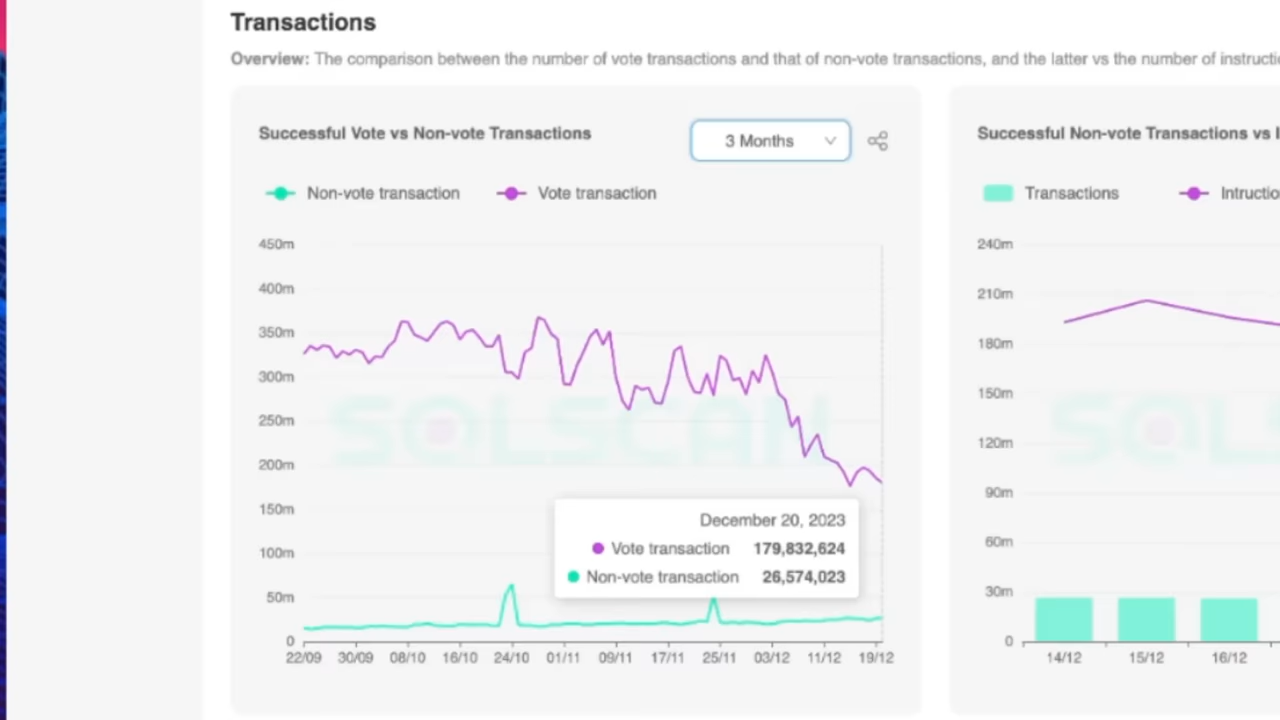 Transactions
Overview: The comparison between the number of vote transactions and that of non-vote transactions, and the latter vs the number of instructi
Successful Vote vs Non-vote Transactions
3 Months
Non-vote transaction
Vote transaction
450m
400m
350m
300m
250m
200m
150m
100m
50m
0
SOLSCAN
December 20, 2023
Vote transaction 179,832,624
Non-vote transaction 26,574,023
22/09 30/09 08/10 16/10 24/10 01/11 09/11 17/11 25/11 03/12 11/12 19/12
Successful Non-vote Transactions vs I
Transactions
Intructio
240m
210m
180m
150m
120m
90m
60m
30m
0
SOLS
14/12 15/12 16/12